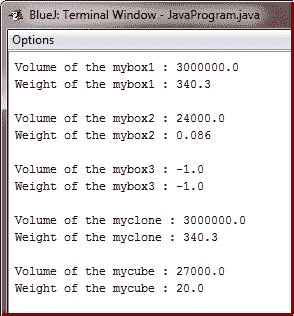 BlueJ: Terminal Window - JavaProgram.java
Options
Volume of the mybox1 : 3000000.0
Weight of the mybox1 : 340.3
Volume of the mybox2 : 24000.0
Weight of the mybox2 : 0.086
Volume of the mybox3 : -1.0
Weight of the mybox3 : -1.0
Volume of the myclone : 3000000.0
Weight of the myclone : 340.3
Volume of the mycube : 27000.0
Weight of the mycube : 20.0